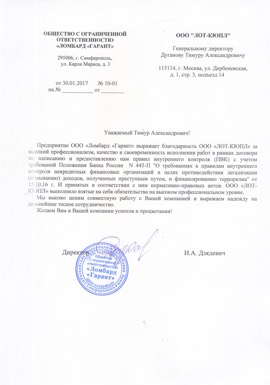 ОБЩЕСТВО С ОГРАНИЧЕННОЙ
ОТВЕТСТВЕННОСТЬЮ
«ЛОМБАРД «ГАРАНТ»
295006, г. Симферополь,
ул. Карла Маркса, д. 3
от 30.01.2017 № 10-01
на № от
ООО "ЛОТ-КЮПЛ"
Генеральному директору
Дуганову Тимуру Александровичу
115114, г. Москва, ул. Дербеневская,
д. 1, стр. 3, подъезд 14
Уважаемый Тимур Александрович!
Предприятие ООО «Ломбард «Гарант» выражает благодарность ООО «ЛОТ-КЮПЛ» за
высокий профессионализм, качество и своевременность исполнения работ в рамках договора
по написанию и предоставлению нам правил внутреннего контроля (ПВК) с учетом
требований Положения Банка России N 445-П "О требованиях к правилам внутреннего
контроля некредитных финансовых организаций в целях противодействия легализации
(отмыванию) доходов, полученных преступным путем, и финансированию терроризма" от
15.10.16 г. И принятых в соответствии с ним нормативно-правовых актов. ООО «ЛОТ-
КЮПЛ» выполнило взятые на себя обязательства на высоком профессиональном уровне.
Мы высоко ценим совместную работу с Вашей компанией и выражаем надежду на
дальнейшее тесное сотрудничество.
Желаем Вам и Вашей компании успехов и процветания!
Директор И.А. Дзедевич
«Ломбард
«Гарант»